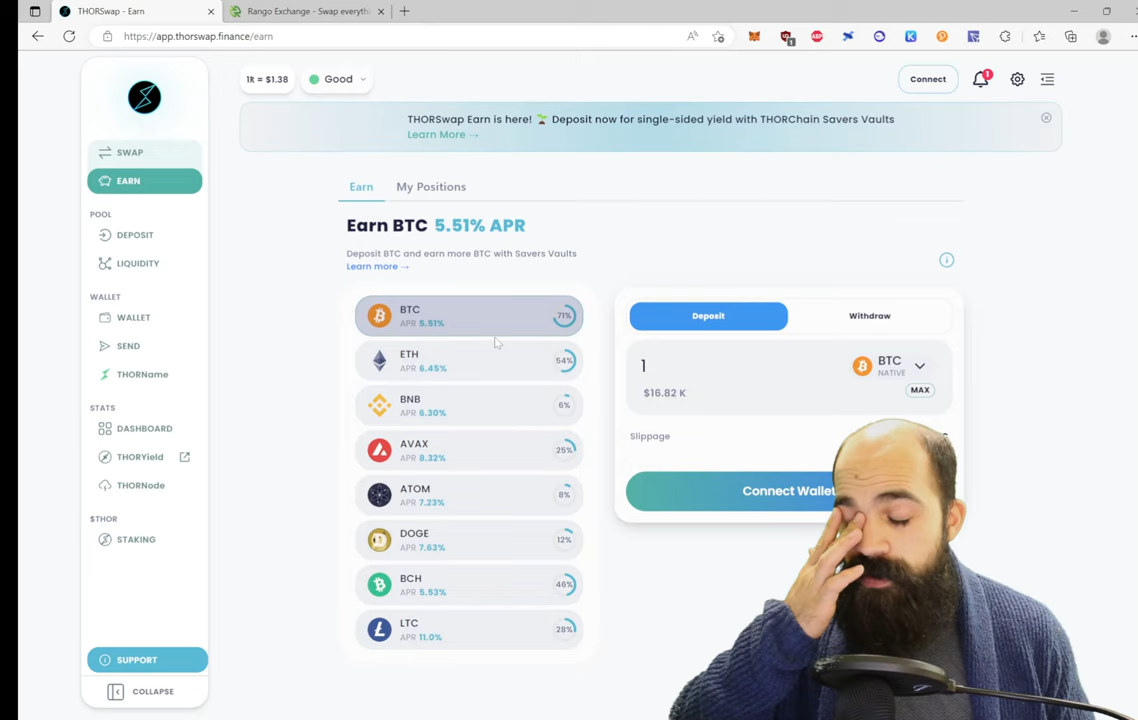 THORSwap - Earn
Rango Exchange - Swap everythi
https://app.thorswap.finance/earn
1
1R = $1.38
Good
Connect
1
THORSwap Earn is here! 🌱 Deposit now for single-sided yield with THORChain Savers Vaults
Learn More →
SWAP
EARN
POOL
DEPOSIT
LIQUIDITY
WALLET
WALLET
SEND
THORName
STATS
DASHBOARD
THORYield
THORNode
$THOR
STAKING
SUPPORT
COLLAPSE
Earn
My Positions
Earn BTC 5.51% APR
Deposit BTC and earn more BTC with Savers Vaults
Learn more →
BTC
APR 5.51%
71%
ETH
APR 6.45%
54%
BNB
APR 6.30%
6%
AVAX
APR 8.32%
25%
ATOM
APR 7.23%
8%
DOGE
APR 7.63%
12%
BCH
APR 5.53%
46%
LTC
APR 11.0%
28%
Deposit
Withdraw
1
$16.82 K
BTC
NATIVE
MAX
Slippage
Connect Wallet